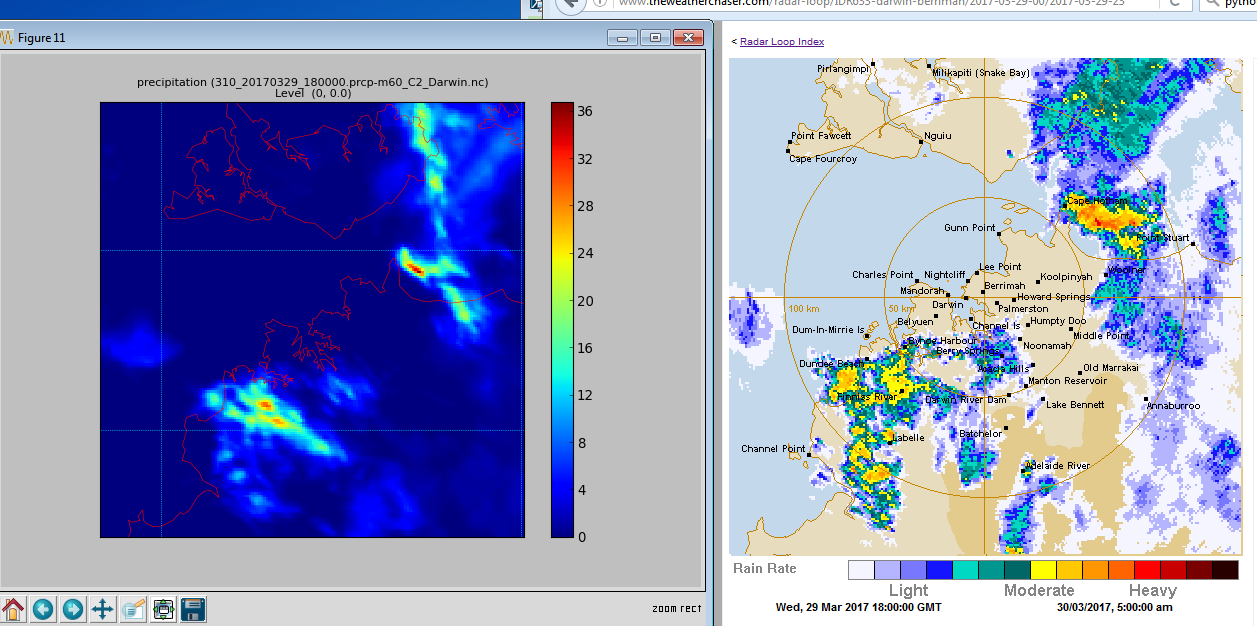 www.theweatherchaser.com/radar-loop/IDR633-darwin-berrimah/2017-03-29-00/2017-03-29-23
pytho
Figure 11
< Radar Loop Index
precipitation (310_20170329_180000.prcp-m60_C2_Darwin.nc)
Level (0, 0.0)
36
32
28
24
20
16
12
8
4
0
zoom rect
Pirlangimpi
Milikapiti (Snake Bay)
Point Fawcett
Nguiu
Cape Fourcroy
Cape Hotham
Gunn Point
Point Stuart
Lee Point
Woolner
Charles Point
Nightcliff
Koolpinyah
Berrimah
Mandorah
Howard Springs
100 km
50 km
Darwin
Palmerston
Belyuen
Channel Is
Humpty Doo
Dum-In-Mirrie Is
Middle Point
Bynoe Harbour
Noonamah
Berry Springs
Dundee Beach
Acacia Hills
Old Marrakai
Manton Reservoir
Finniss River
Darwin River Dam
Lake Bennett
Annaburroo
Labelle
Batchelor
Channel Point
Adelaide River
Rain Rate
Light
Moderate
Heavy
Wed, 29 Mar 2017 18:00:00 GMT
30/03/2017, 5:00:00 am